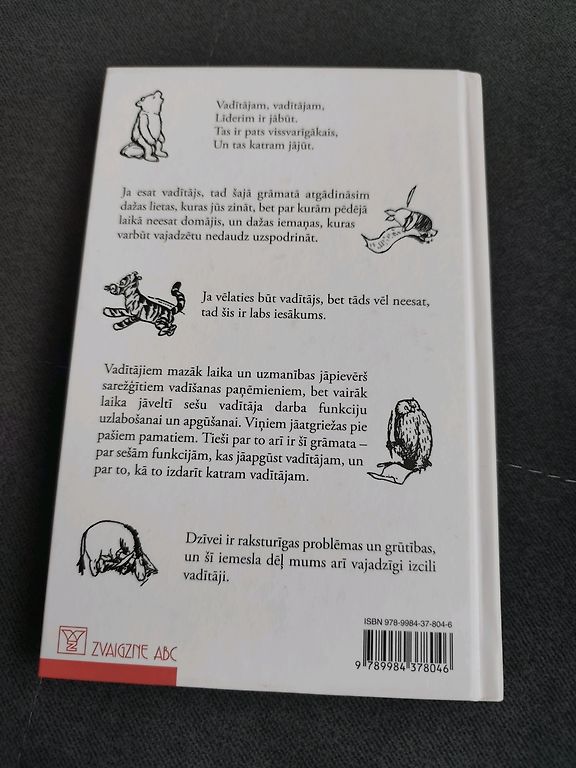 Vadītājam, vadītājam,
Līderim ir jābūt.
Tas ir pats vissvarīgākais,
Un tas katram jājūt.
Ja esat vadītājs, tad šajā grāmatā atgādināsim
dažas lietas, kuras jūs zināt, bet par kurām pēdējā
laikā neesat domājis, un dažas iemaņas, kuras
varbūt vajadzētu nedaudz uzspodrināt.
Ja vēlaties būt vadītājs, bet tāds vēl neesat,
tad šis ir labs iesākums.
Vadītājiem mazāk laika un uzmanības jāpievērš
sarežģītiem vadīšanas paņēmieniem, bet vairāk
laika jāveltī sešu vadītāja darba funkciju
uzlabošanai un apgūšanai. Viņiem jāatgriežas pie
pašiem pamatiem. Tieši par to arī ir šī grāmata –
par sešām funkcijām, kas jāapgūst vadītājam, un
par to, kā to izdarīt katram vadītājam.
Dzīvei ir raksturīgas problēmas un grūtības,
un šī iemesla dēļ mums arī vajadzīgi izcili
vadītāji.
ISBN 978-9984-37-804-6
9 789984 378046
ZVAIGZNE ABC